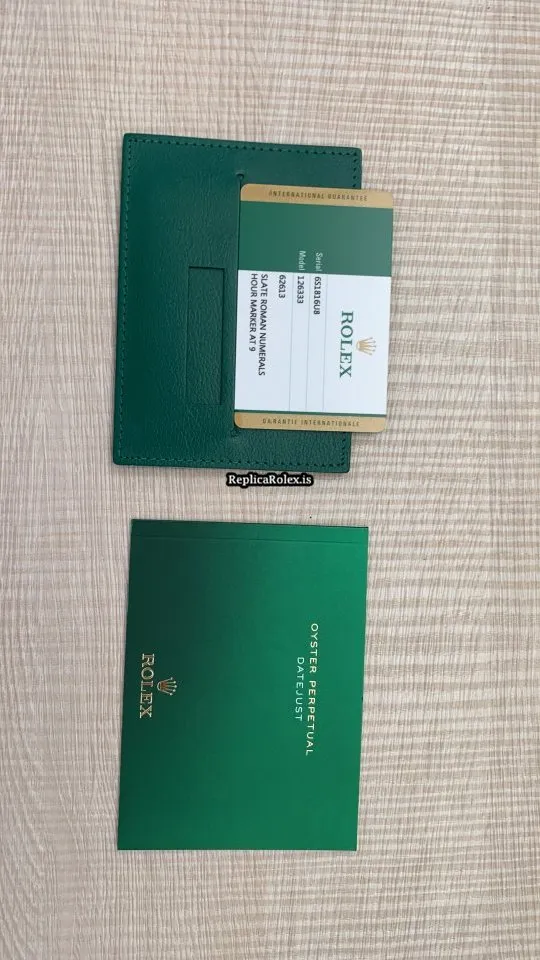 INTERNATIONAL GUARANTEE
ROLEX
Serial 6S1816U8
Model 126333
62613
SLATE ROMAN NUMERALS
HOUR MARKER AT 9
GARANTIE INTERNATIONALE
ReplicaRolex.is
OYSTER PERPETUAL
DATEJUST
ROLEX